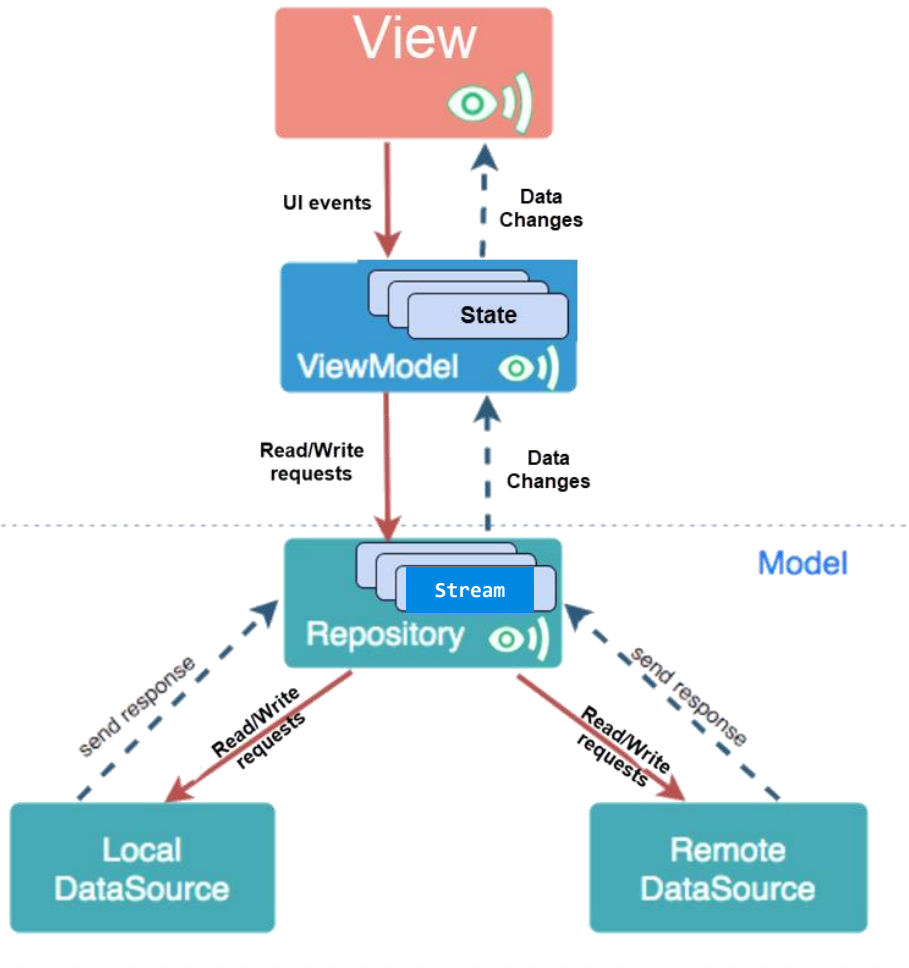 View
UI events
Data
Changes
State
ViewModel
Read/Write
requests
Data
Changes
Model
Stream
Repository
send response
Read/Write
requests
Read/Write
requests
send response
Local
DataSource
Remote
DataSource